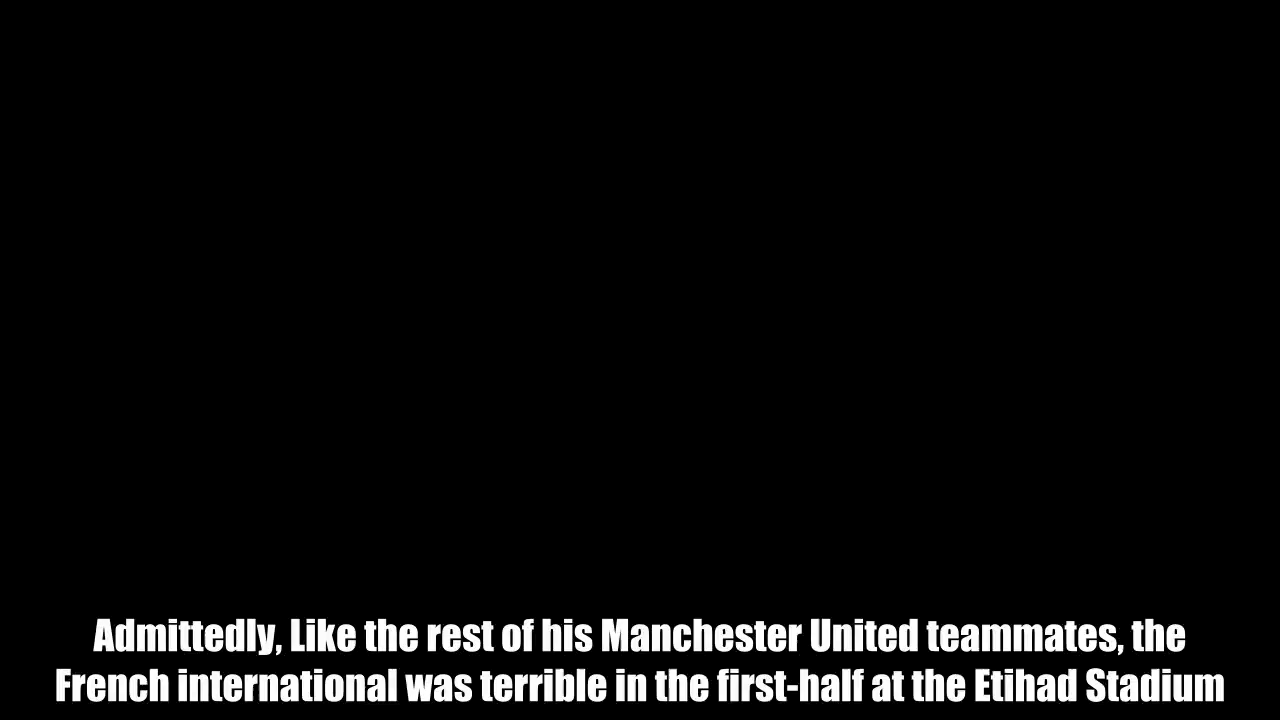 Admittedly, Like the rest of his Manchester United teammates, the
French international was terrible in the first-half at the Etihad Stadium